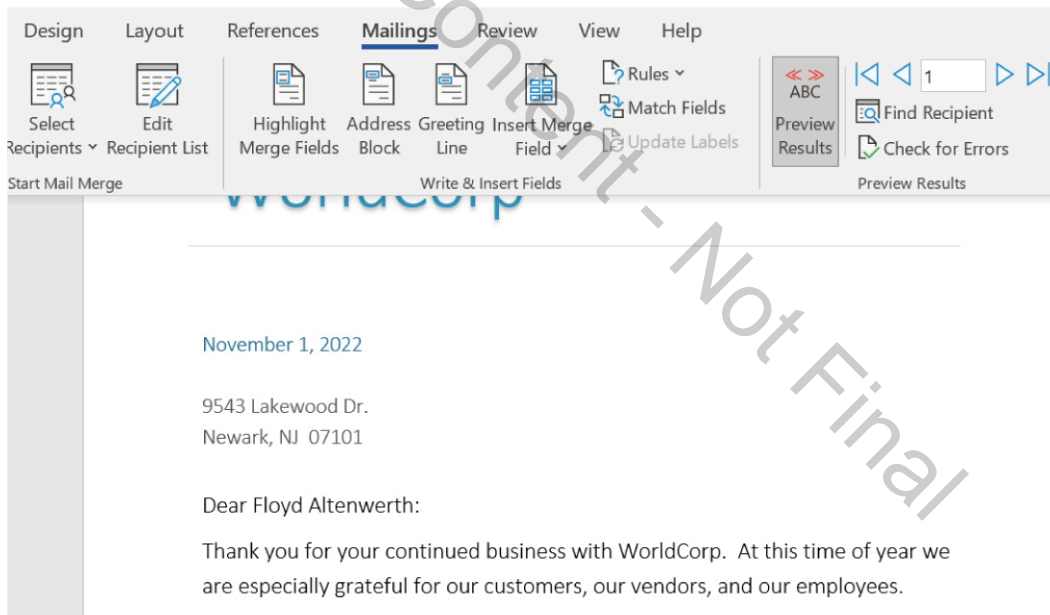 Design Layout References Mailings Review View Help
Select Recipients
Edit Recipient List
Start Mail Merge
Highlight Merge Fields
Address Block
Greeting Line
Insert Merge Field
Rules
Match Fields
Update Labels
Write & Insert Fields
ABC
Preview Results
1
Find Recipient
Check for Errors
Preview Results
WorldCorp
November 1, 2022
9543 Lakewood Dr.
Newark, NJ 07101
Dear Floyd Altenwerth:
Thank you for your continued business with WorldCorp. At this time of year we
are especially grateful for our customers, our vendors, and our employees.
Content - Not Final